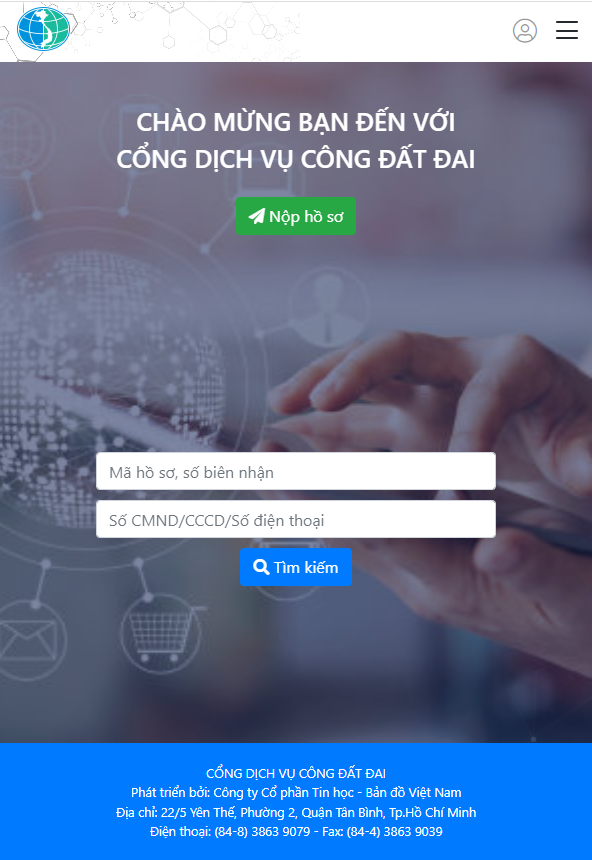 CHÀO MỪNG BẠN ĐẾN VỚI
CỔNG DỊCH VỤ CÔNG ĐẤT ĐAI
Nộp hồ sơ
Mã hồ sơ, số biên nhận
Số CMND/CCCD/Số điện thoại
Tìm kiếm
CỔNG DỊCH VỤ CÔNG ĐẤT ĐAI
Phát triển bởi: Công ty Cổ phần Tin học - Bản đồ Việt Nam
Địa chỉ: 22/5 Yên Thế, Phường 2, Quận Tân Bình, Tp.Hồ Chí Minh
Điện thoại: (84-8) 3863 9079 - Fax: (84-4) 3863 9039